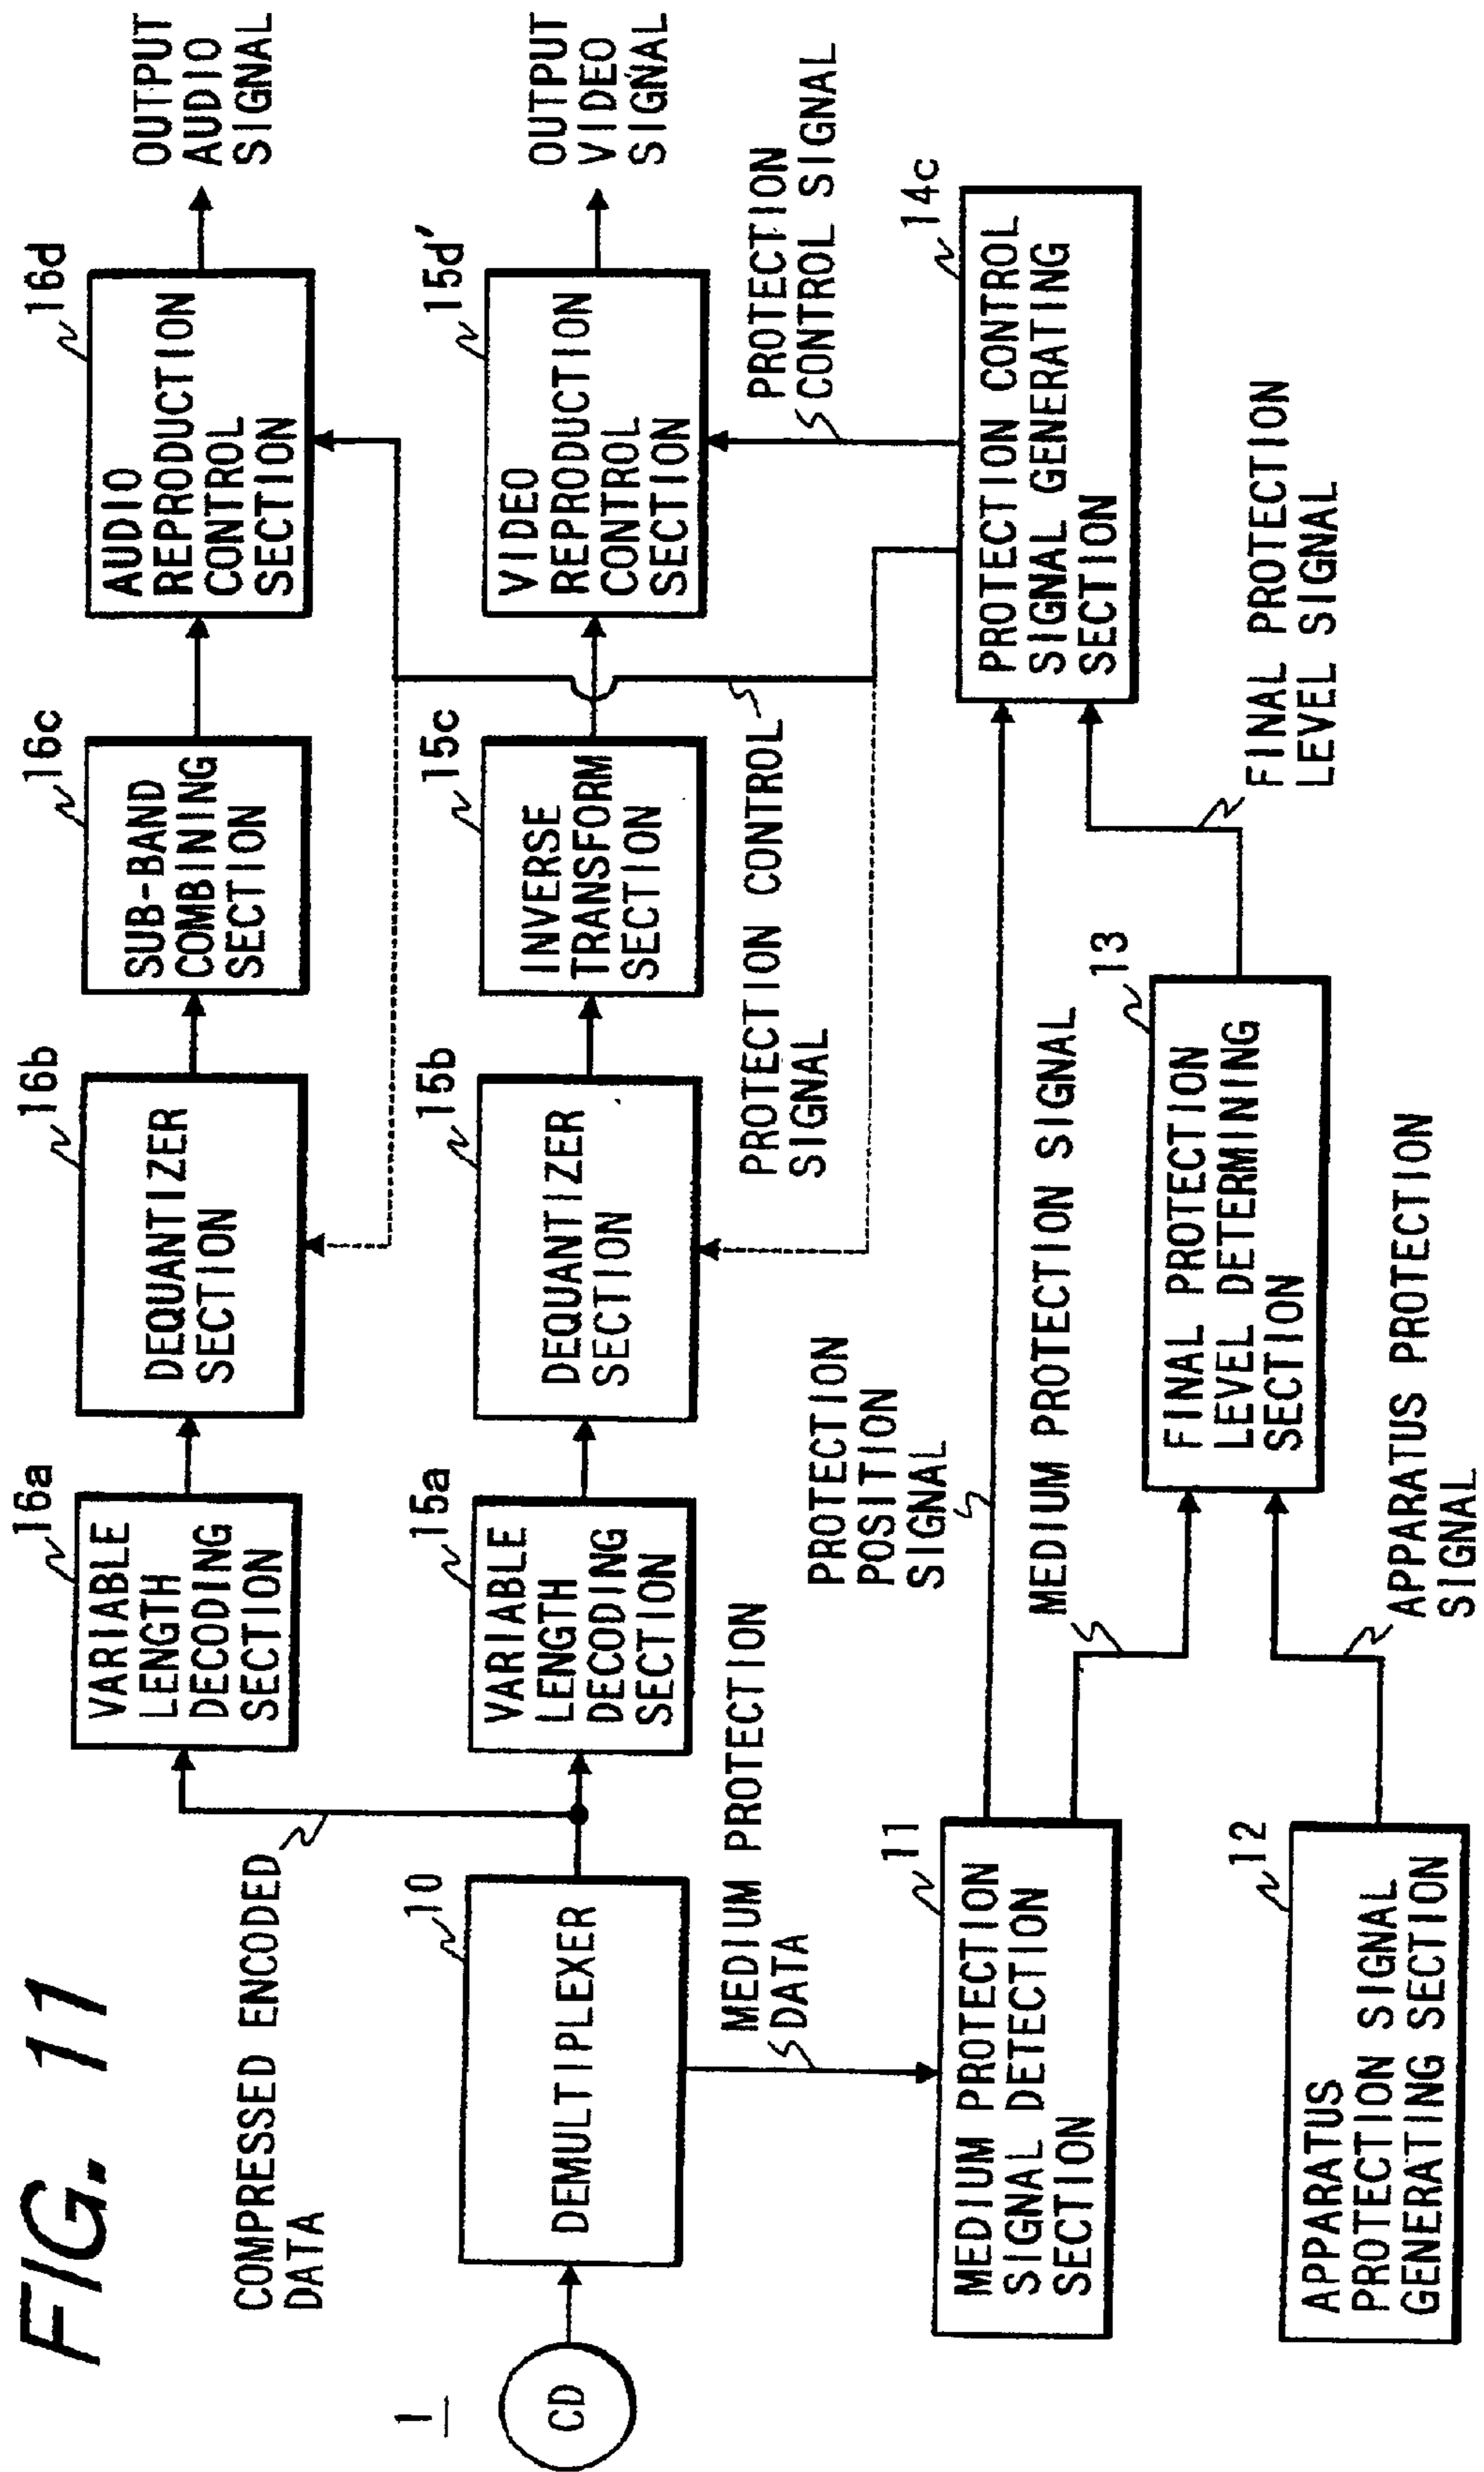 FIG. 11
1
CD
COMPRESSED ENCODED
DATA
10
DEMULTIPLEXER
MEDIUM PROTECTION
DATA
16a
VARIABLE
LENGTH
DECODING
SECTION
16b
DEQUANTIZER
SECTION
16c
SUB-BAND
COMBINING
SECTION
16d
AUDIO
REPRODUCTION
CONTROL
SECTION
OUTPUT
AUDIO
SIGNAL
15a
VARIABLE
LENGTH
DECODING
SECTION
15b
DEQUANTIZER
SECTION
15c
INVERSE
TRANSFORM
SECTION
15d'
VIDEO
REPRODUCTION
CONTROL
SECTION
OUTPUT
VIDEO
SIGNAL
PROTECTION CONTROL
SIGNAL
PROTECTION
CONTROL SIGNAL
PROTECTION
POSITION
SIGNAL
11
MEDIUM PROTECTION
SIGNAL DETECTION
SECTION
MEDIUM PROTECTION SIGNAL
14c
PROTECTION CONTROL
SIGNAL GENERATING
SECTION
13
FINAL PROTECTION
LEVEL DETERMINING
SECTION
FINAL PROTECTION
LEVEL SIGNAL
12
APPARATUS
PROTECTION SIGNAL
GENERATING SECTION
APPARATUS PROTECTION
SIGNAL